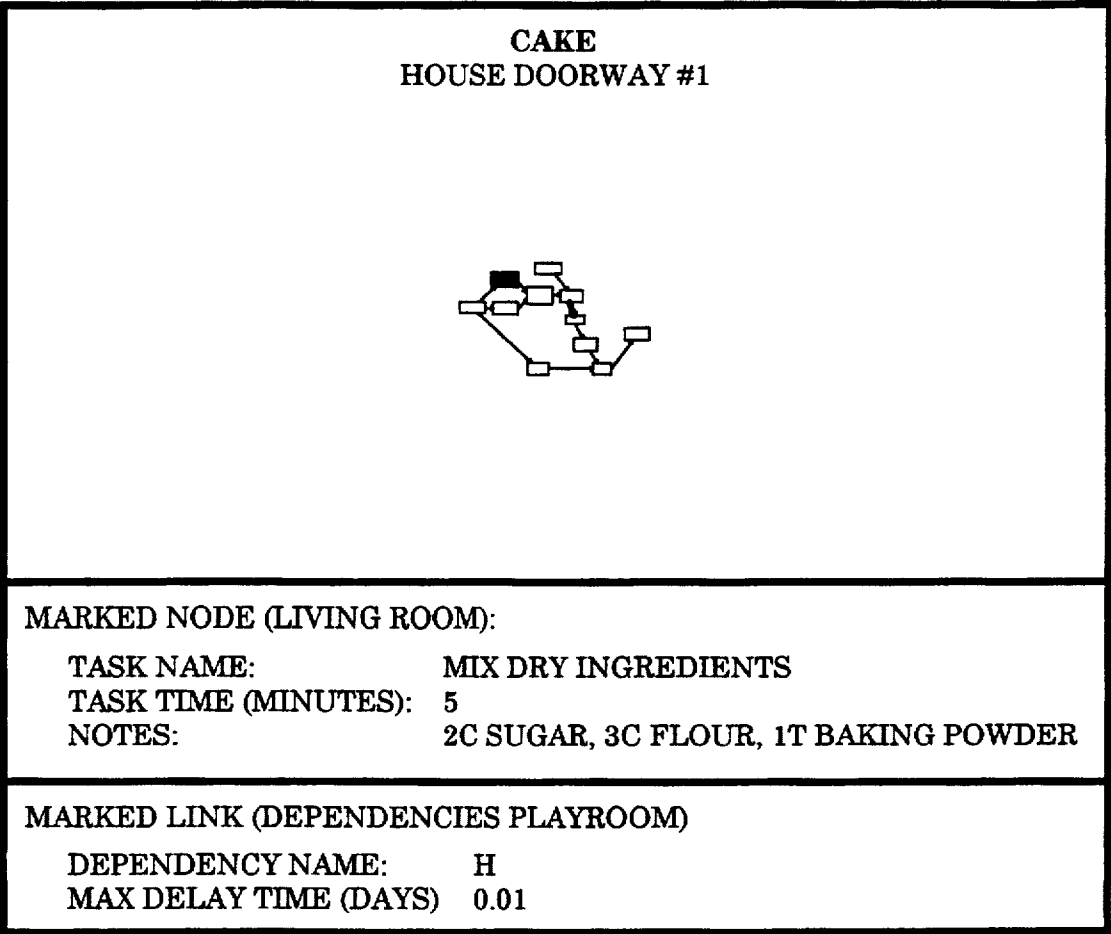 CAKE
HOUSE DOORWAY #1
MARKED NODE (LIVING ROOM):
TASK NAME: MIX DRY INGREDIENTS
TASK TIME (MINUTES): 5
NOTES: 2C SUGAR, 3C FLOUR, 1T BAKING POWDER
MARKED LINK (DEPENDENCIES PLAYROOM)
DEPENDENCY NAME: H
MAX DELAY TIME (DAYS) 0.01